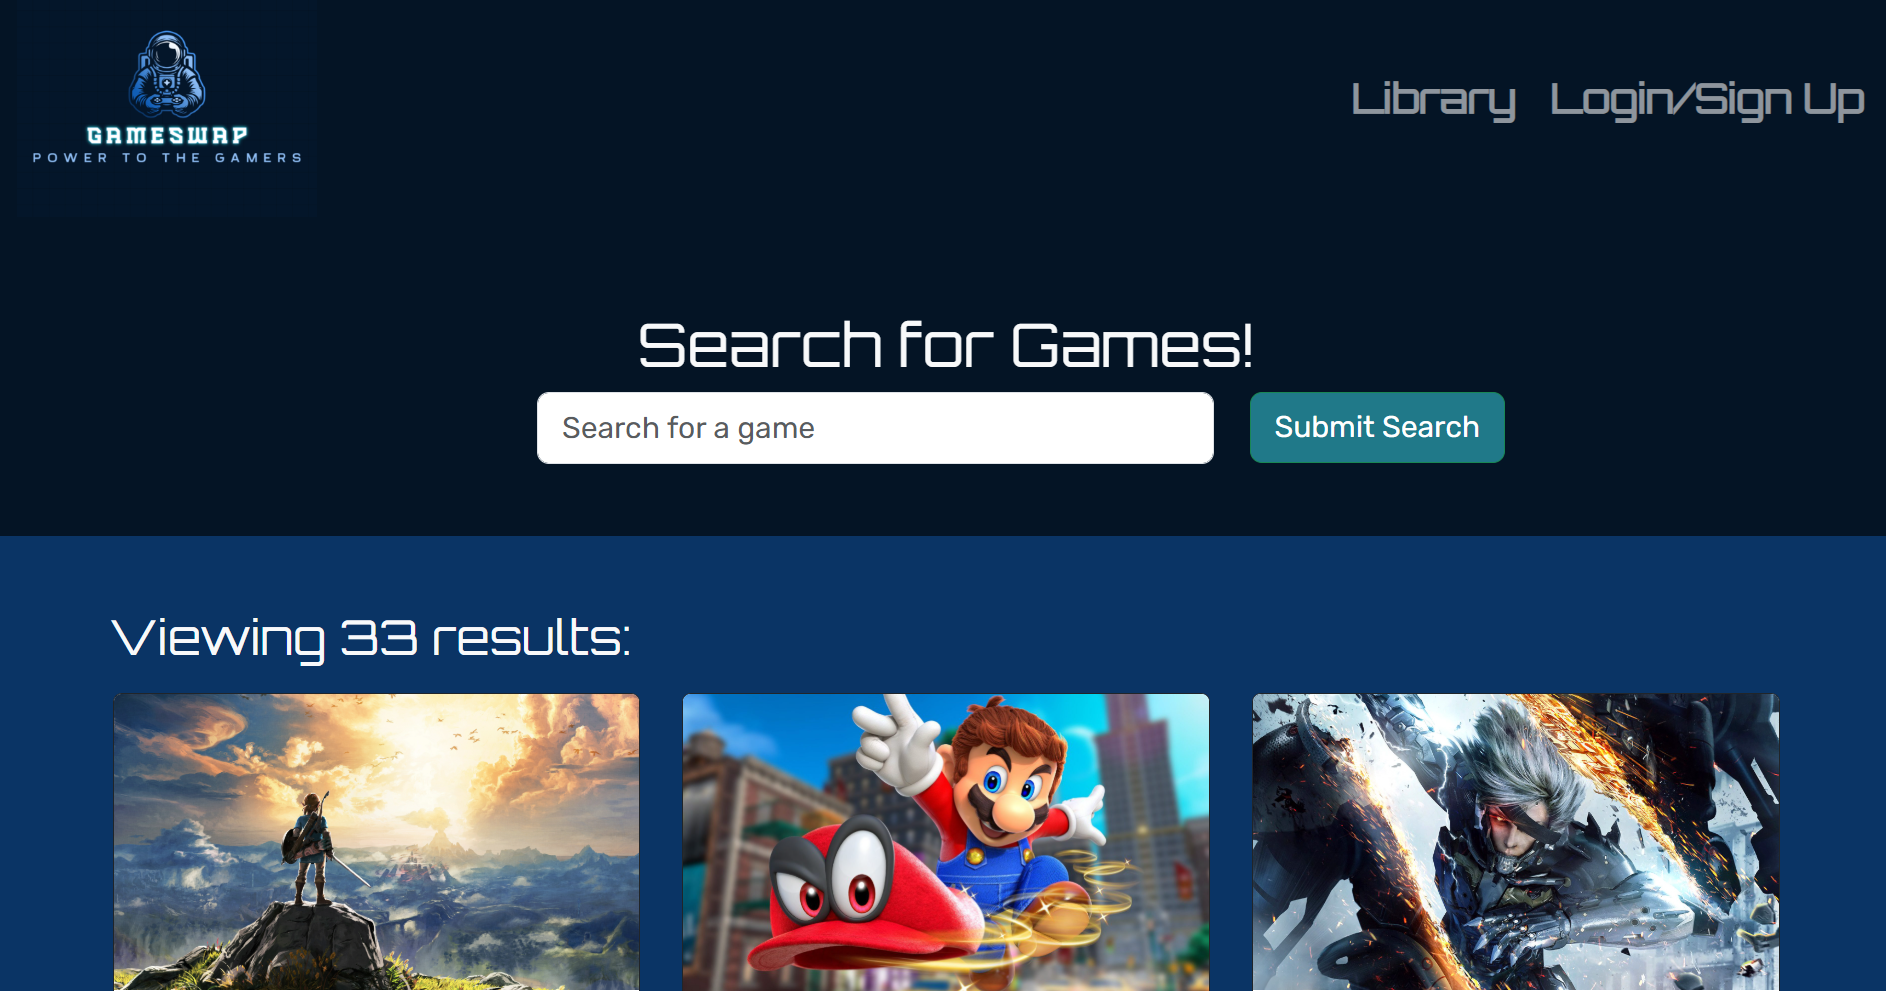 GAMESWAP
POWER TO THE GAMERS
Library Login/Sign Up
Search for Games!
Search for a game
Submit Search
Viewing 33 results: